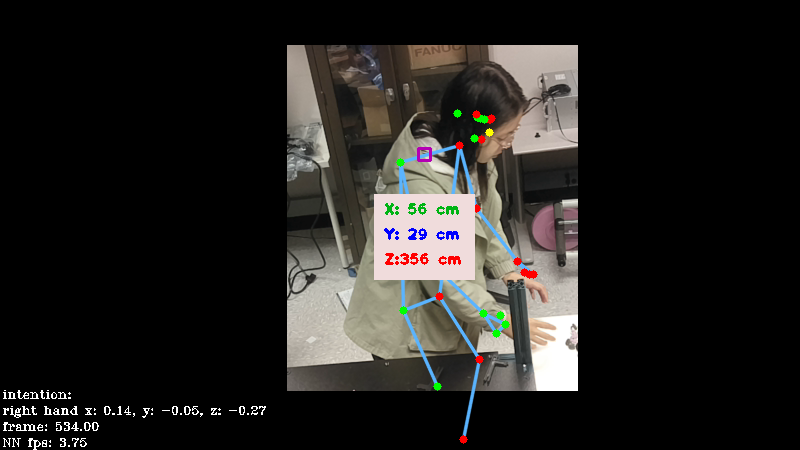 FANUC
X: 56 cm
Y: 29 cm
Z:356 cm
intention:
right hand x: 0.14, y: −0.05, z: −0.27
frame: 534.00
NN fps: 3.75